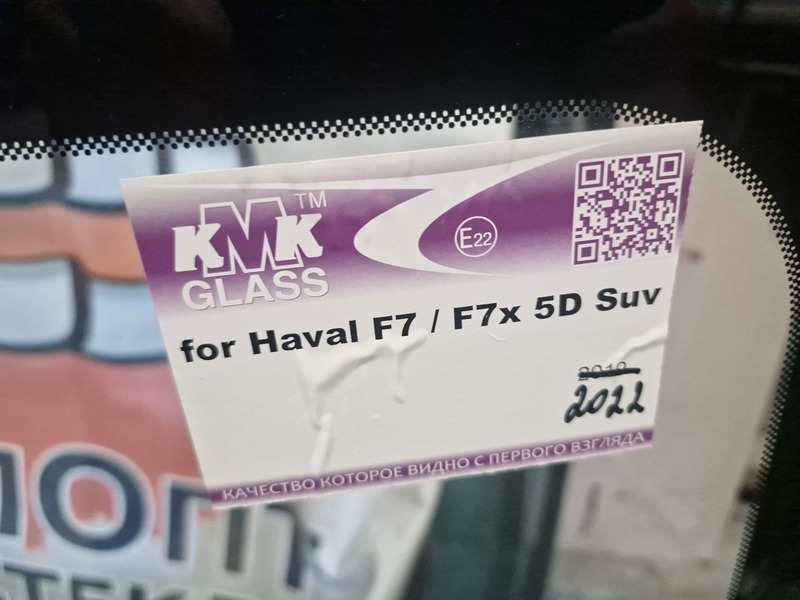 KMK™
GLASS
E22
for Haval F7 / F7x 5D Suv
2019
2022
КАЧЕСТВО КОТОРОЕ ВИДНО С ПЕРВОГО ВЗГЛЯДА